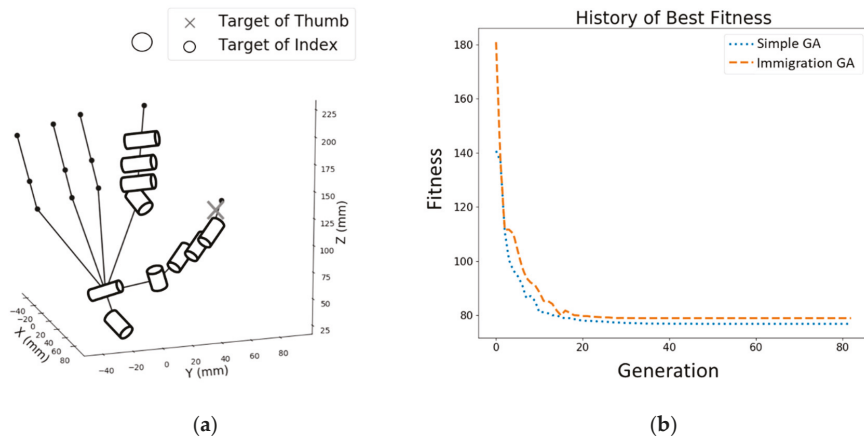 Target of Thumb
Target of Index
225
200
175
150
125
100
75
50
25
Z (mm)
-40
-20
0
20
40
60
80
X (mm)
-40
-20
0
20
40
60
80
Y (mm)
(a)
History of Best Fitness
Simple GA
Immigration GA
180
160
140
120
100
80
Fitness
0
20
40
60
80
Generation
(b)